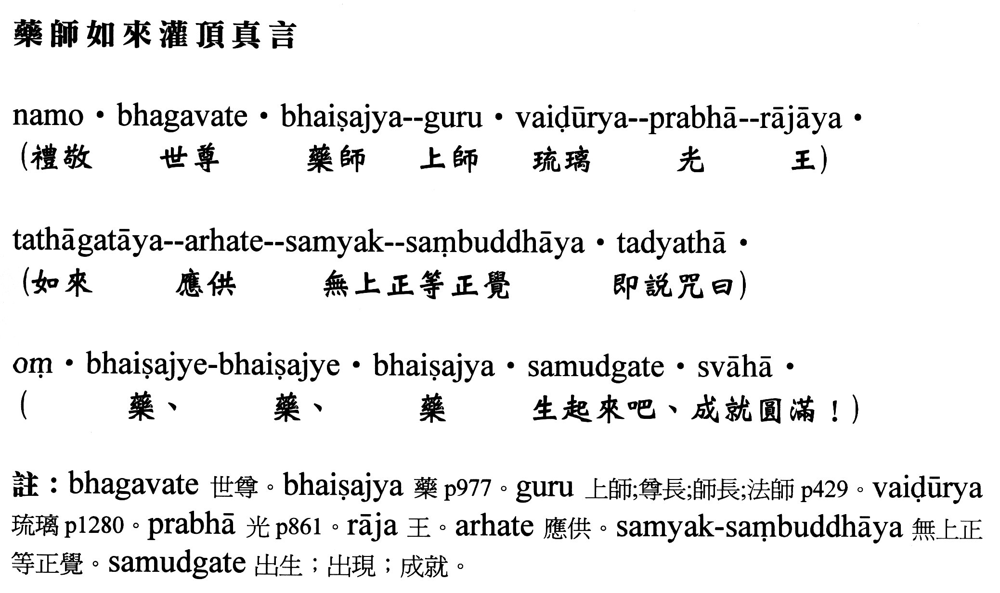 藥師如來灌頂真言
namo・bhagavate・bhaiṣajya--guru・vaiḍūrya--prabhā--rājāya・
(禮敬 世尊 藥師 上師 琉璃 光 王)
tathāgatāya--arhate--samyak--saṃbuddhāya・tadyathā・
(如來 應供 無上正等正覺 即說咒曰)
oṃ・bhaiṣajye-bhaiṣajye・bhaiṣajya・samudgate・svāhā・
( 藥、 藥、 藥 生起來吧、成就圓滿！)
註：bhagavate 世尊。bhaiṣajya 藥 p977。guru 上師;尊長;師長;法師 p429。vaiḍūrya
琉璃 p1280。prabhā 光 p861。rāja 王。arhate 應供。samyak-saṃbuddhāya 無上正
等正覺。samudgate 出生；出現；成就。